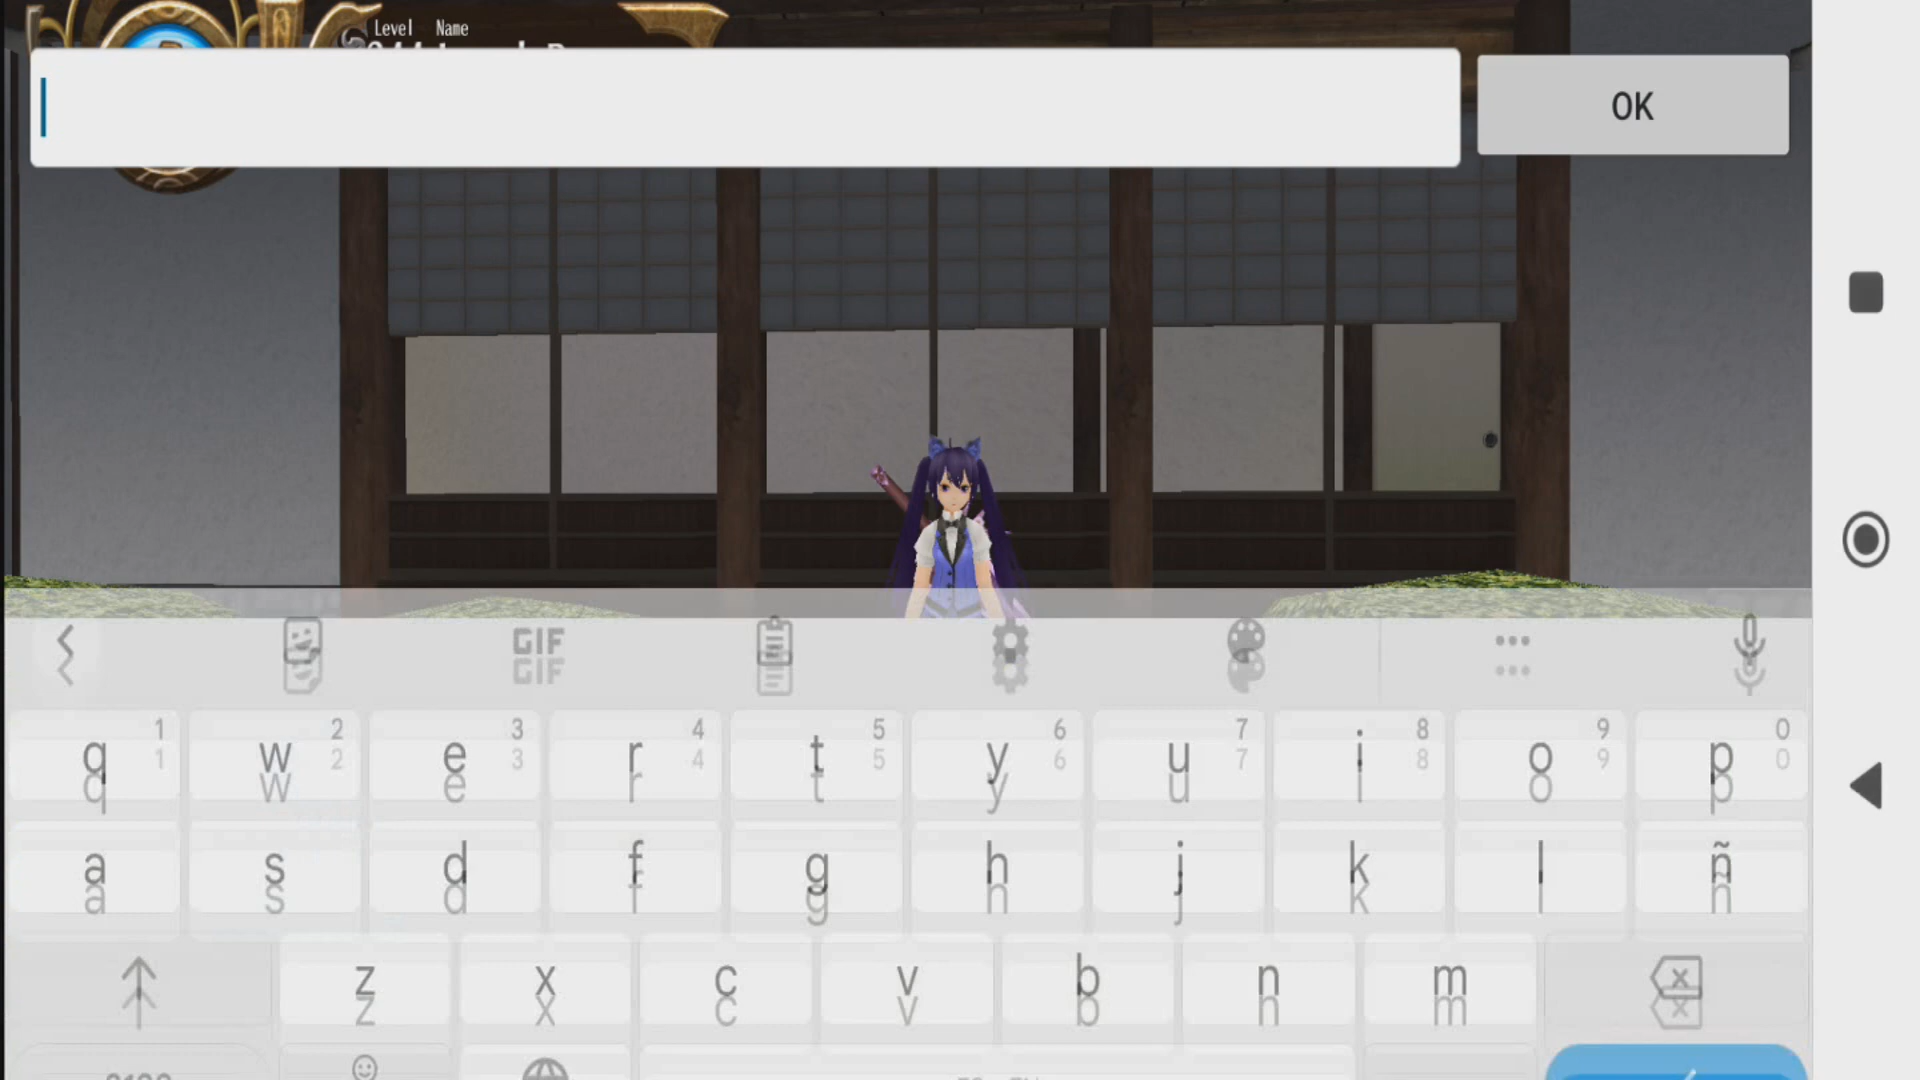 Level Name
OK
GIF
q 1 w 2 e 3 r 4 t 5 y 6 u 7 i 8 o 9 p 0
a s d f g h j k l ñ
z x c v b n m